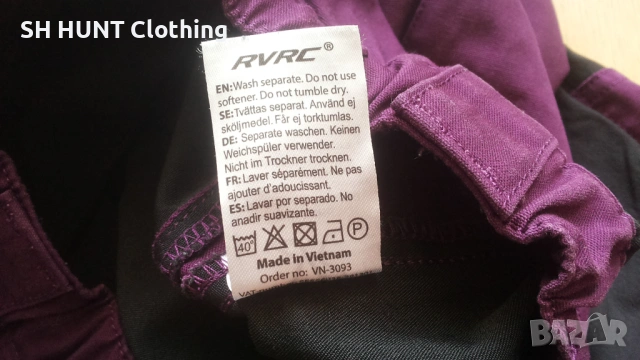 SH HUNT Clothing
RVRC®
EN: Wash separate. Do not use
softener. Do not tumble dry.
SE: Tvättas separat. Använd ej
sköljmedel. Får ej torktumlas.
DE: Separate waschen. Keinen
Weichspüler verwenden.
Nicht im Trockner trocknen.
FR: Laver séparément. Ne pas
ajouter d'adoucissant.
ES: Lavar por separado. No
anadir suavizante.
40° P
Made in Vietnam
Order no: VN-3093
BAZAR